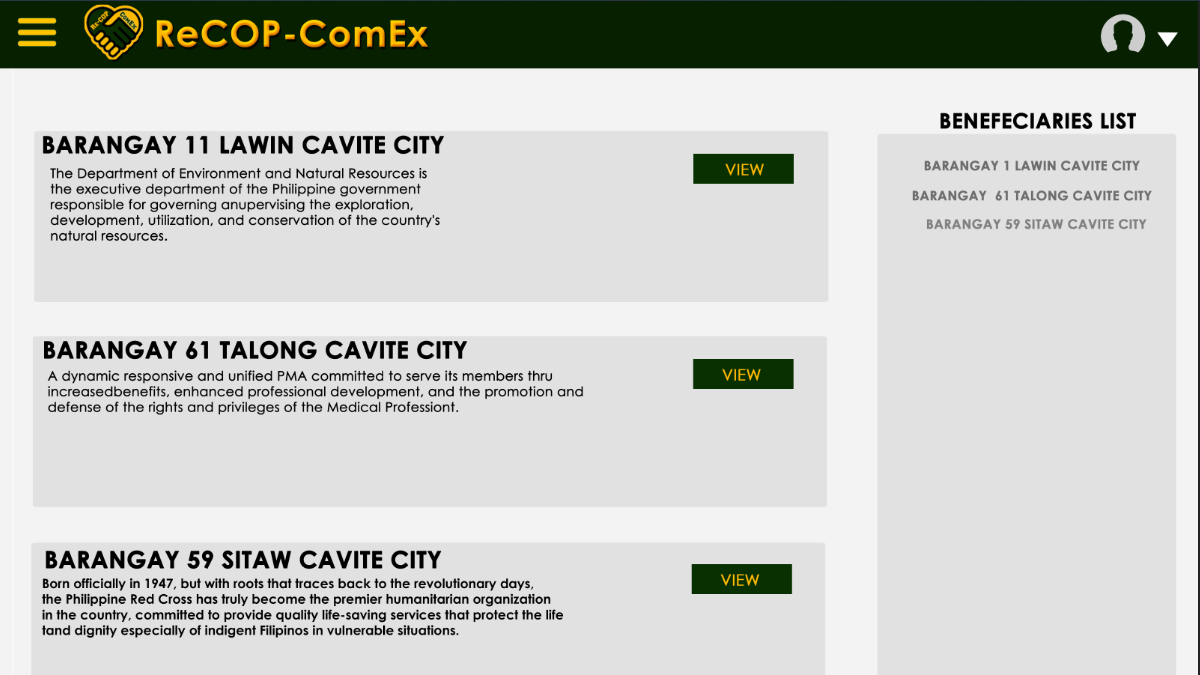 Re-COP ComEx
ReCOP-ComEx
BARANGAY 11 LAWIN CAVITE CITY
The Department of Environment and Natural Resources is
the executive department of the Philippine government
responsible for governing anupervising the exploration,
development, utilization, and conservation of the country's
natural resources.
VIEW
BARANGAY 61 TALONG CAVITE CITY
A dynamic responsive and unified PMA committed to serve its members thru
increasedbenefits, enhanced professional development, and the promotion and
defense of the rights and privileges of the Medical Professiont.
VIEW
BARANGAY 59 SITAW CAVITE CITY
Born officially in 1947, but with roots that traces back to the revolutionary days,
the Philippine Red Cross has truly become the premier humanitarian organization
in the country, committed to provide quality life-saving services that protect the life
tand dignity especially of indigent Filipinos in vulnerable situations.
VIEW
BENEFECIARIES LIST
BARANGAY 1 LAWIN CAVITE CITY
BARANGAY 61 TALONG CAVITE CITY
BARANGAY 59 SITAW CAVITE CITY